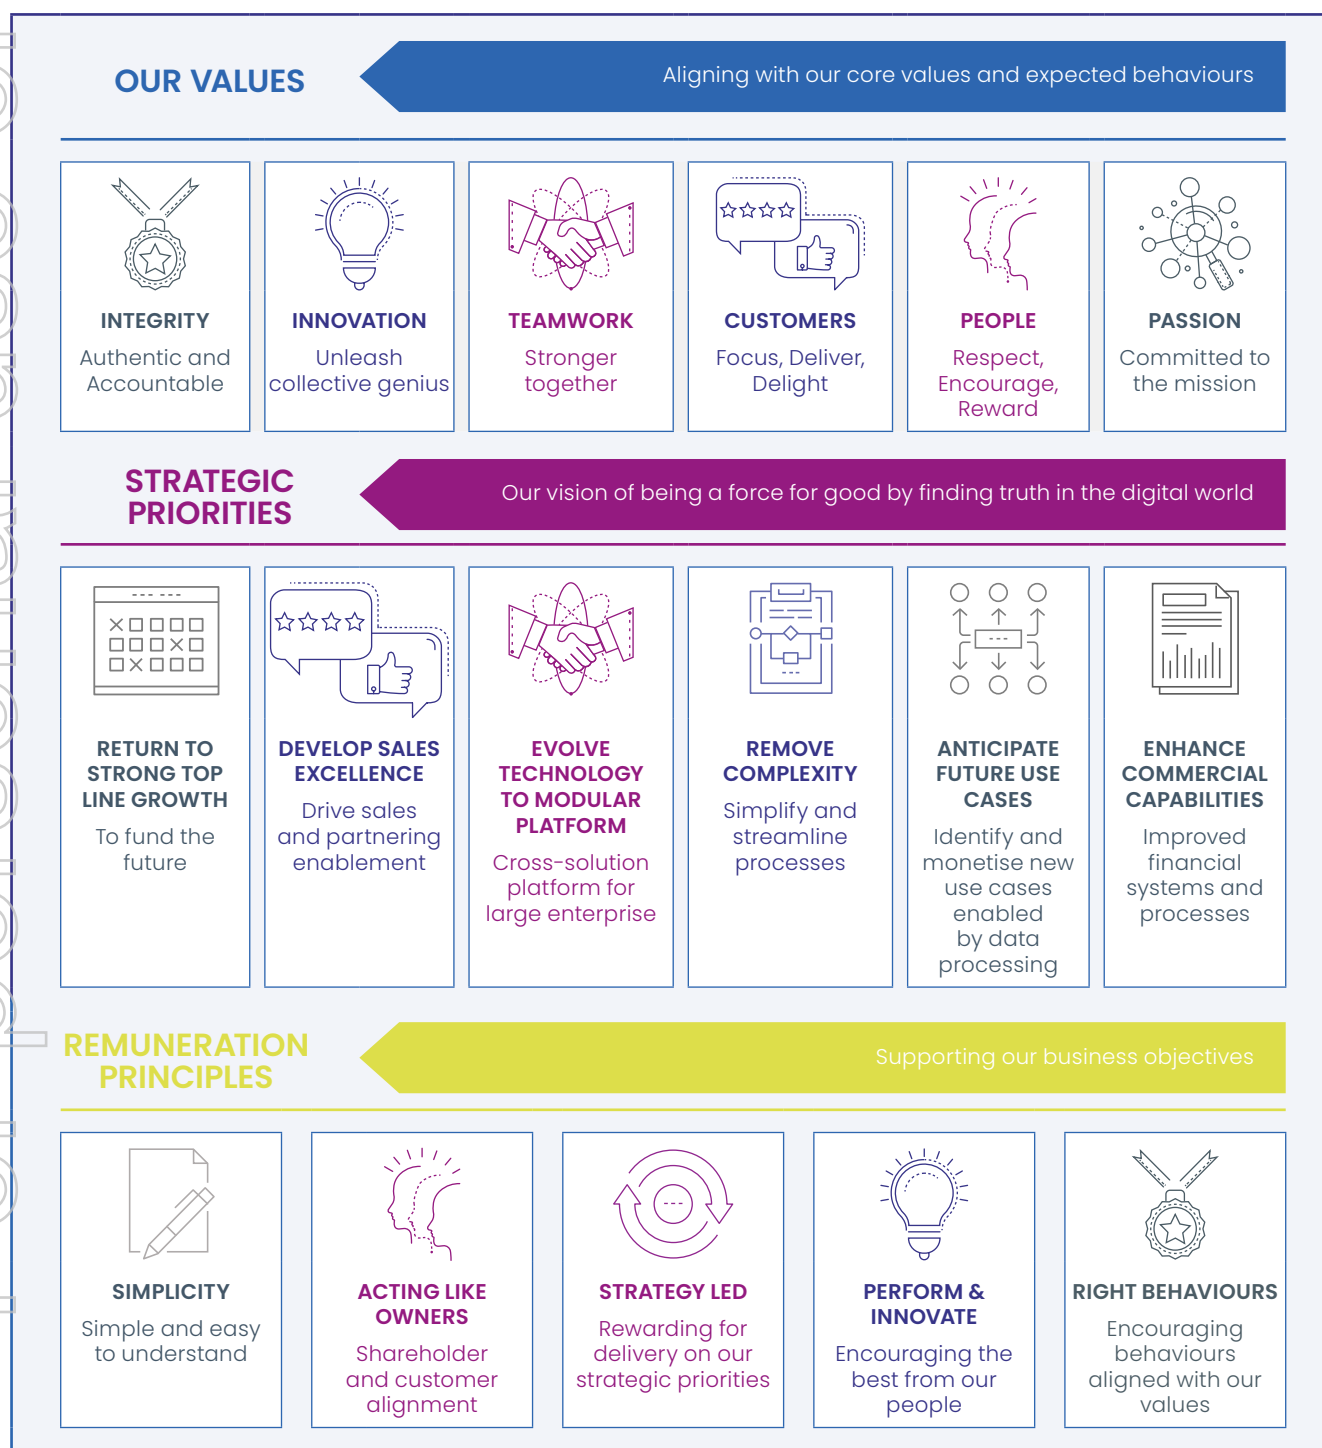 OUR VALUES
Aligning with our core values and expected behaviours
INTEGRITY
Authentic and
Accountable
INNOVATION
Unleash
collective genius
TEAMWORK
Stronger
together
CUSTOMERS
Focus, Deliver,
Delight
PEOPLE
Respect,
Encourage,
Reward
PASSION
Committed to
the mission
STRATEGIC
PRIORITIES
Our vision of being a force for good by finding truth in the digital world
RETURN TO
STRONG TOP
LINE GROWTH
To fund the
future
DEVELOP SALES
EXCELLENCE
Drive sales
and partnering
enablement
EVOLVE
TECHNOLOGY
TO MODULAR
PLATFORM
Cross-solution
platform for
large enterprise
REMOVE
COMPLEXITY
Simplify and
streamline
processes
ANTICIPATE
FUTURE USE
CASES
Identify and
monetise new
use cases
enabled
by data
processing
ENHANCE
COMMERCIAL
CAPABILITIES
Improved
financial
systems and
processes
REMUNERATION
PRINCIPLES
Supporting our business objectives
SIMPLICITY
Simple and easy
to understand
ACTING LIKE
OWNERS
Shareholder
and customer
alignment
STRATEGY LED
Rewarding for
delivery on our
strategic priorities
PERFORM &
INNOVATE
Encouraging the
best from our
people
RIGHT BEHAVIOURS
Encouraging
behaviours
aligned with our
values